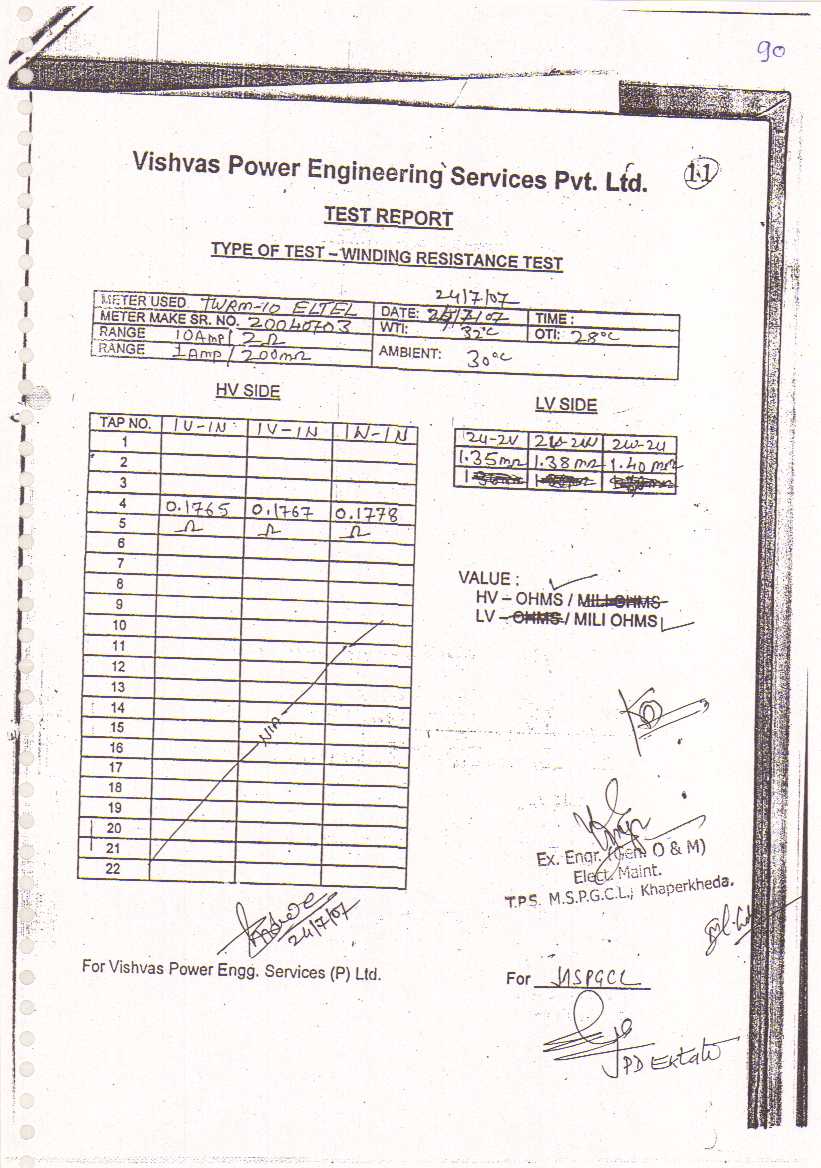 90
Vishvas Power Engineering Services Pvt. Ltd. 11
TEST REPORT
TYPE OF TEST – WINDING RESISTANCE TEST
24/7/07
METER USED TWRM-10 ELTEL DATE: 25/7/07 TIME :
METER MAKE SR. NO. 20040703 WTI: 32°C OTI: 28°C
RANGE 10Amp / 2Ω AMBIENT: 30°C
RANGE 1Amp / 200mΩ
HV SIDE
TAP NO. 1U-1N 1V-1N 1W-1N
1
2
3
4 0.1765 0.1767 0.1778
5 Ω Ω Ω
6
7
8
9
10
11
12
13
14
15
16
17
18
19
20
21
22
N/A
LV SIDE
2U-2V 2V-2W 2W-2U
1.35mΩ 1.38mΩ 1.40mΩ
VALUE :
HV – OHMS / MILI OHMS
LV – OHMS / MILI OHMS
Ex. Engr. (Gen O & M)
Elect. Maint.
T.P.S. M.S.P.G.C.L., Khaperkheda.
24/7/07
For Vishvas Power Engg. Services (P) Ltd.
For MSPGCL